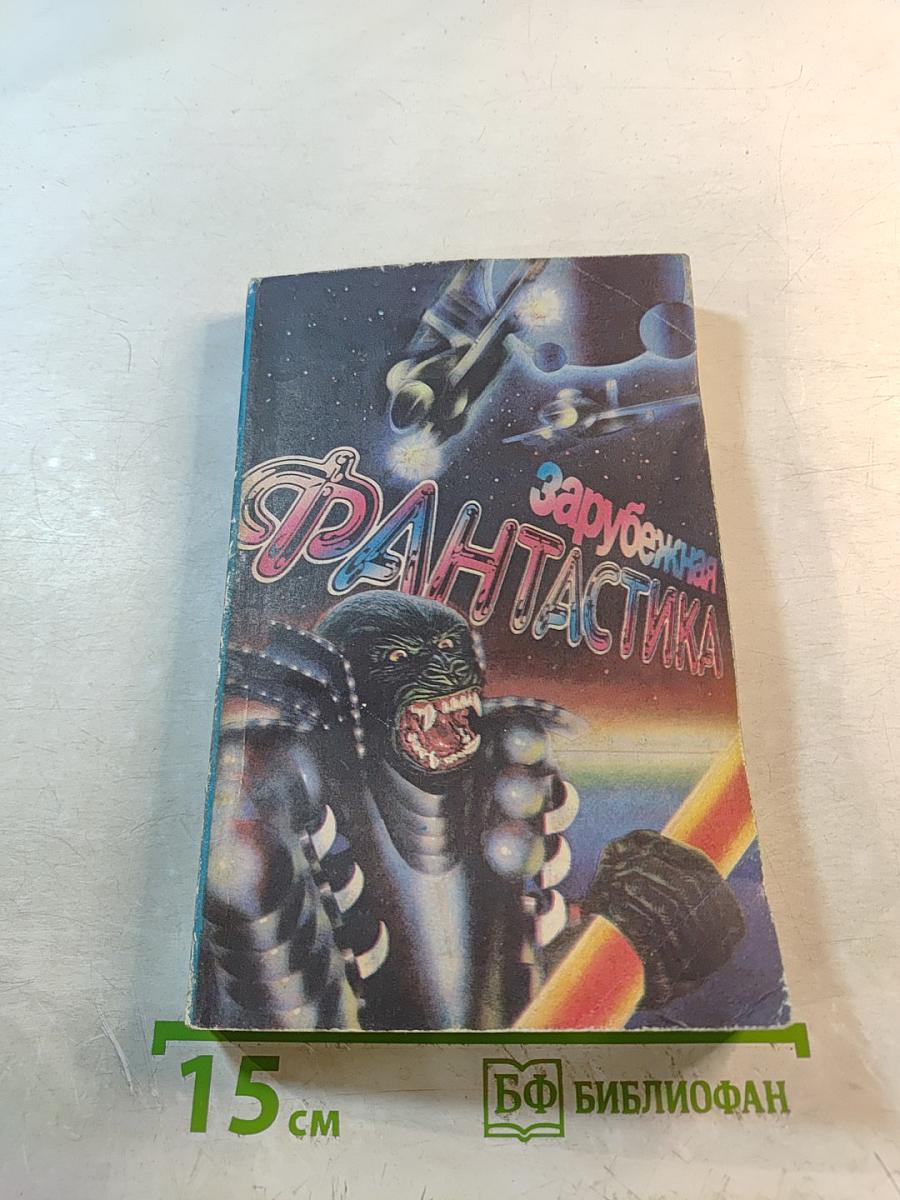 Зарубежная
ФАНТАСТИКА
15 см
БФ БИБЛИОФАН